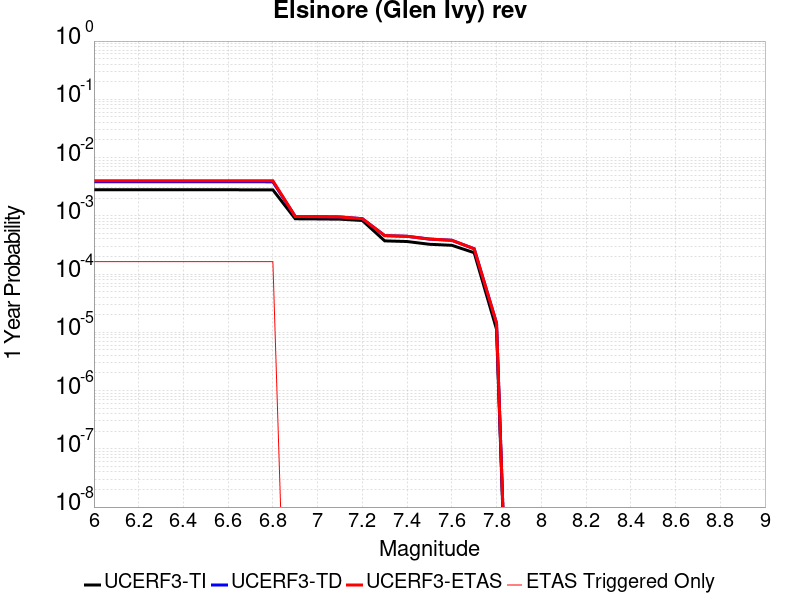 Elsinore (Glen Ivy) rev
10^0
10^-1
10^-2
10^-3
10^-4
10^-5
10^-6
10^-7
10^-8
1 Year Probability
6 6.2 6.4 6.6 6.8 7 7.2 7.4 7.6 7.8 8 8.2 8.4 8.6 8.8 9
Magnitude
UCERF3-TI UCERF3-TD UCERF3-ETAS ETAS Triggered Only